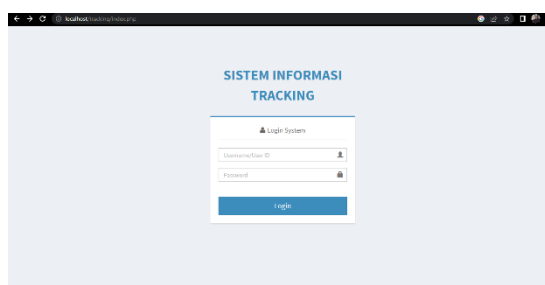 localhost/tracking/index.php
SISTEM INFORMASI
TRACKING
Login System
Username/User ID
Password
Login